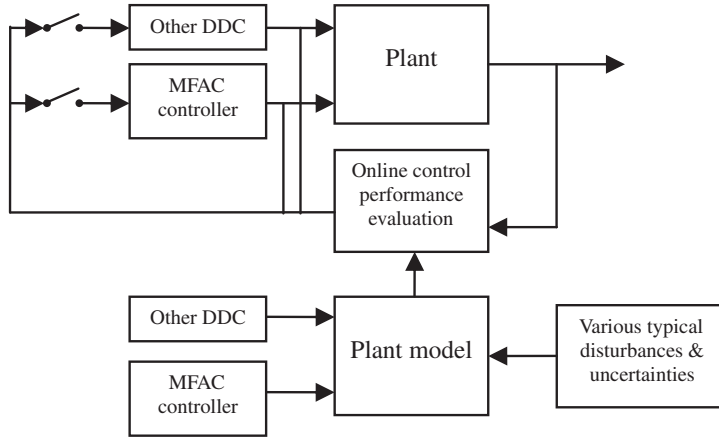 Other DDC
Plant
MFAC
controller
Online control
performance
evaluation
Other DDC
Plant model
Various typical
disturbances &
uncertainties
MFAC
controller